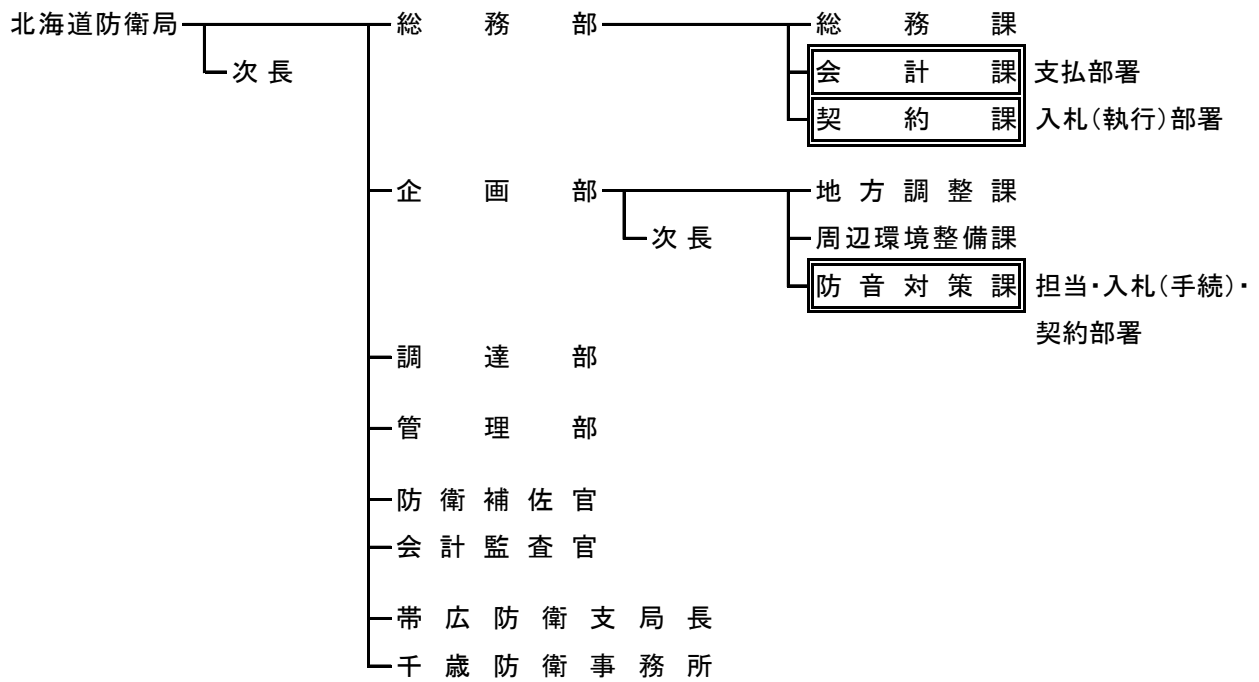 北海道防衛局 総務部 総務課
次長 会計課 支払部署
契約課 入札(執行)部署
企画部 地方調整課
次長 周辺環境整備課
防音対策課 担当・入札(手続)・
契約部署
調達部
管理部
防衛補佐官
会計監査官
帯広防衛支局長
千歳防衛事務所